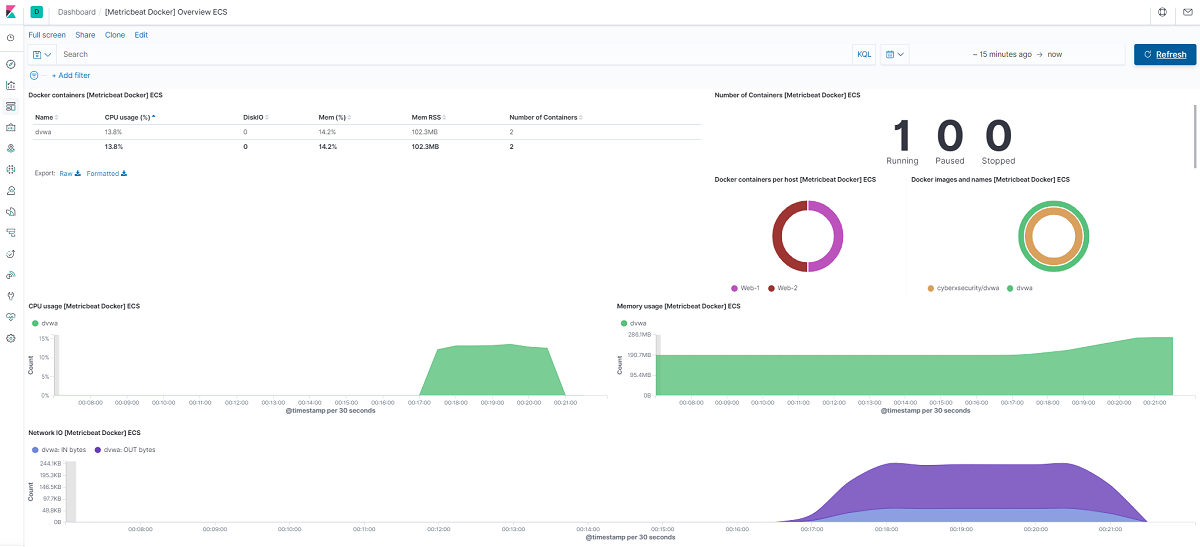 D Dashboard / [Metricbeat Docker] Overview ECS
Full screen Share Clone Edit
Search KQL ~ 15 minutes ago → now Refresh
+ Add filter
Docker containers [Metricbeat Docker] ECS
Name CPU usage (%) DiskIO Mem (%) Mem RSS Number of Containers
dvwa 13.8% 0 14.2% 102.3MB 2
13.8% 0 14.2% 102.3MB 2
Export: Raw Formatted
Number of Containers [Metricbeat Docker] ECS
1 0 0
Running Paused Stopped
Docker containers per host [Metricbeat Docker] ECS
Web-1 Web-2
Docker images and names [Metricbeat Docker] ECS
cyberxsecurity/dvwa dvwa
CPU usage [Metricbeat Docker] ECS
dvwa
Count
15%
10%
5%
0%
00:08:00 00:09:00 00:10:00 00:11:00 00:12:00 00:13:00 00:14:00 00:15:00 00:16:00 00:17:00 00:18:00 00:19:00 00:20:00 00:21:00
@timestamp per 30 seconds
Memory usage [Metricbeat Docker] ECS
dvwa
Count
286.1MB
190.7MB
95.4MB
0B
00:08:00 00:09:00 00:10:00 00:11:00 00:12:00 00:13:00 00:14:00 00:15:00 00:16:00 00:17:00 00:18:00 00:19:00 00:20:00 00:21:00
@timestamp per 30 seconds
Network IO [Metricbeat Docker] ECS
dvwa: IN bytes dvwa: OUT bytes
Count
244.1KB
195.3KB
146.5KB
97.7KB
48.8KB
0B
00:08:00 00:09:00 00:10:00 00:11:00 00:12:00 00:13:00 00:14:00 00:15:00 00:16:00 00:17:00 00:18:00 00:19:00 00:20:00 00:21:00
@timestamp per 30 seconds